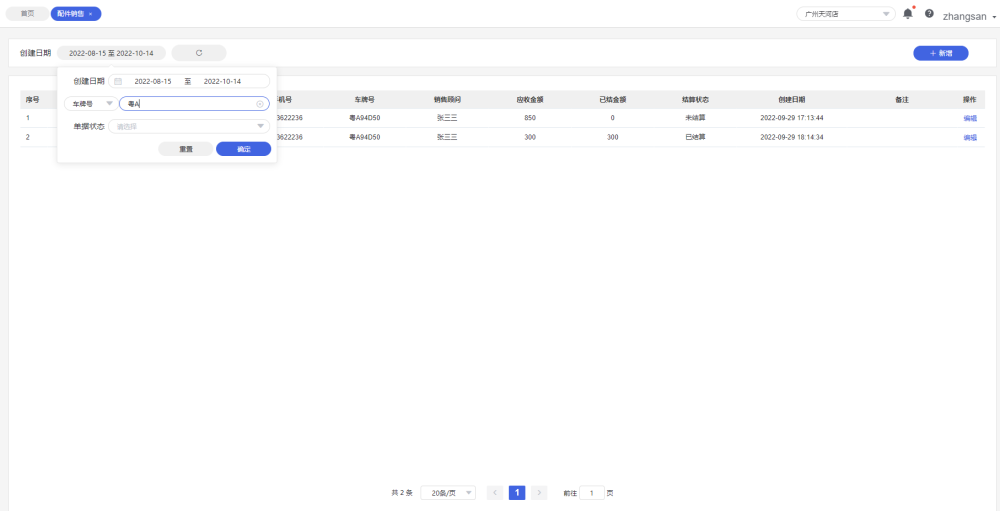 首页 配件销售 × 广州天河店 zhangsan
创建日期 2022-08-15 至 2022-10-14 + 新增
创建日期 2022-08-15 至 2022-10-14
车牌号 粤A
单据状态 请选择
重置 确定
序号 机号 车牌号 销售顾问 应收金额 已结金额 结算状态 创建日期 备注 操作
1 3622236 粤A94D50 张三三 850 0 未结算 2022-09-29 17:13:44 编辑
2 3622236 粤A94D50 张三三 300 300 已结算 2022-09-29 18:14:34 编辑
共 2 条 20条/页 < 1 > 前往 1 页